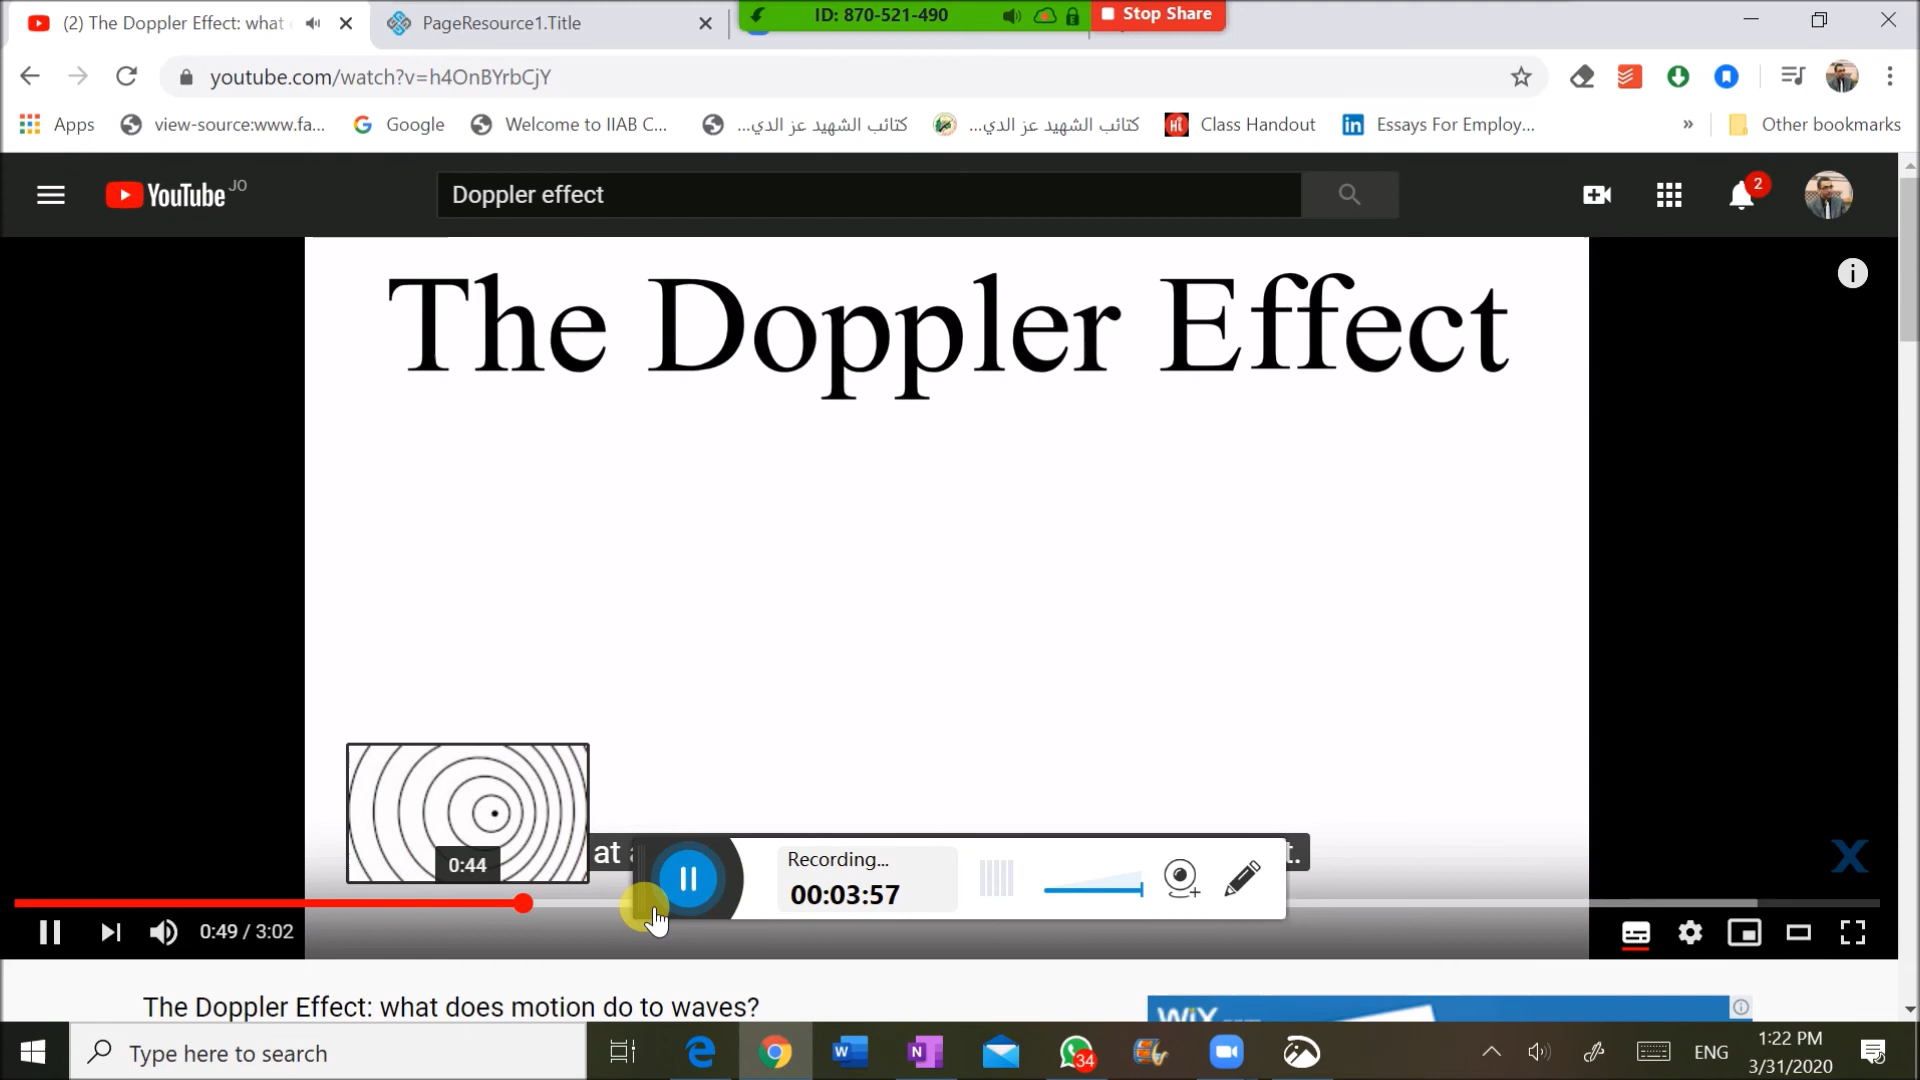 (2) The Doppler Effect: what
PageResource1.Title
ID: 870-521-490
Stop Share
youtube.com/watch?v=h4OnBYrbCjY
Apps
view-source:www.fa...
Google
Welcome to IIAB C...
كتائب الشهيد عز الدي...
كتائب الشهيد عز الدي...
Class Handout
Essays For Employ...
»
Other bookmarks
YouTube JO
Doppler effect
2
The Doppler Effect
0:44
at
t.
Recording...
00:03:57
0:49 / 3:02
The Doppler Effect: what does motion do to waves?
WiX.com
Type here to search
34
ENG
1:22 PM
3/31/2020